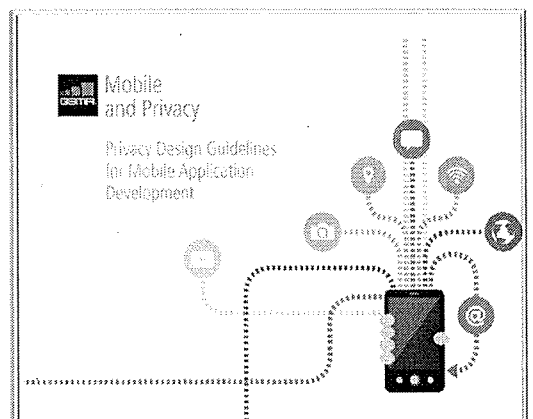 GSMA
Mobile
and Privacy
Privacy Design Guidelines
for Mobile Application
Development